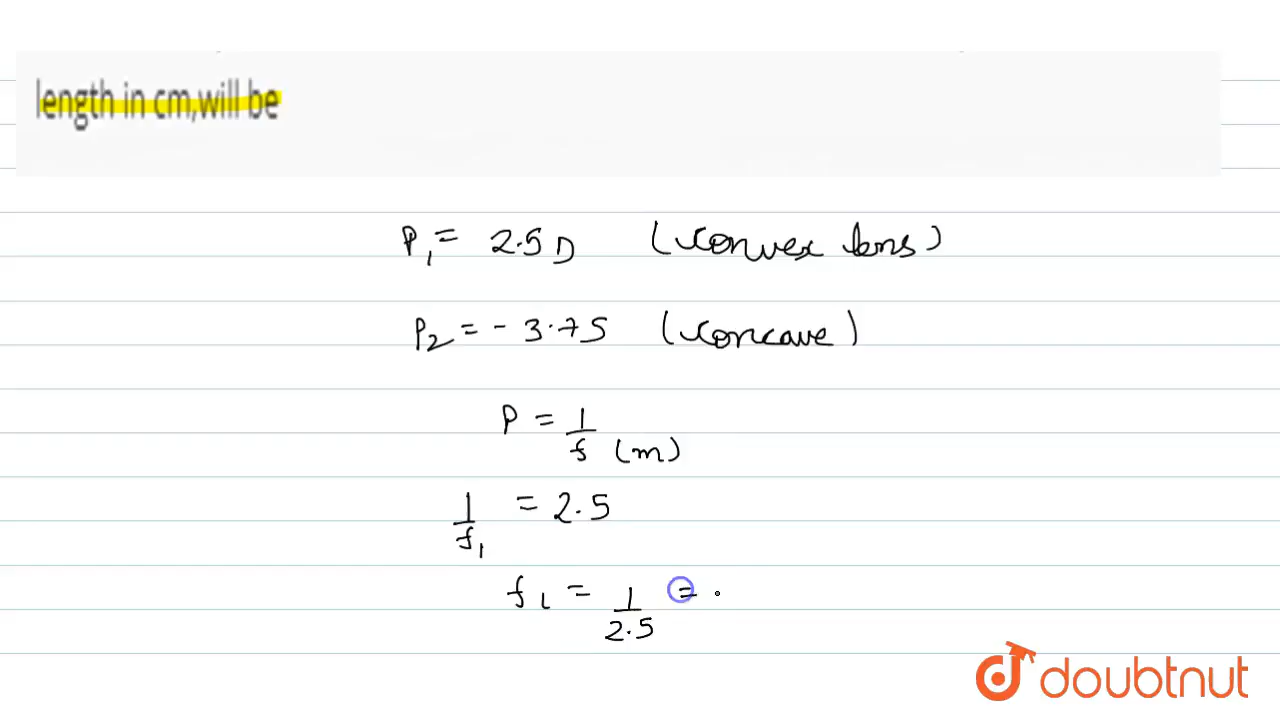 length in cm,will be
P₁ = 2.5 D (convex lens)
P₂ = - 3.75 (concave)
P = 1/f (m)
1/f₁ = 2.5
f₁ = 1/2.5 = .
doubtnut